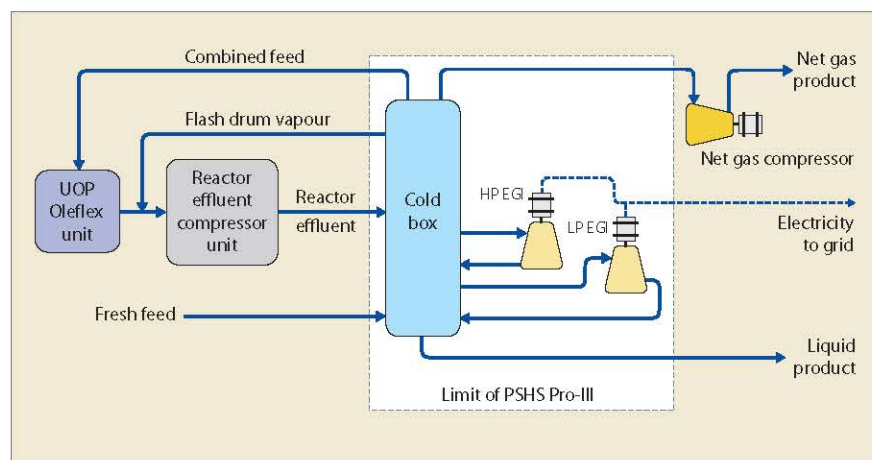 Combined feed
Net gas
product
Flash drum vapour
Net gas compressor
UOP
Oleflex
unit
Reactor
effluent
compressor
unit
Reactor
effluent
Cold
box
HP EGI
LP EGI
Electricity
to grid
Fresh feed
Liquid
product
Limit of PSHS Pro-III